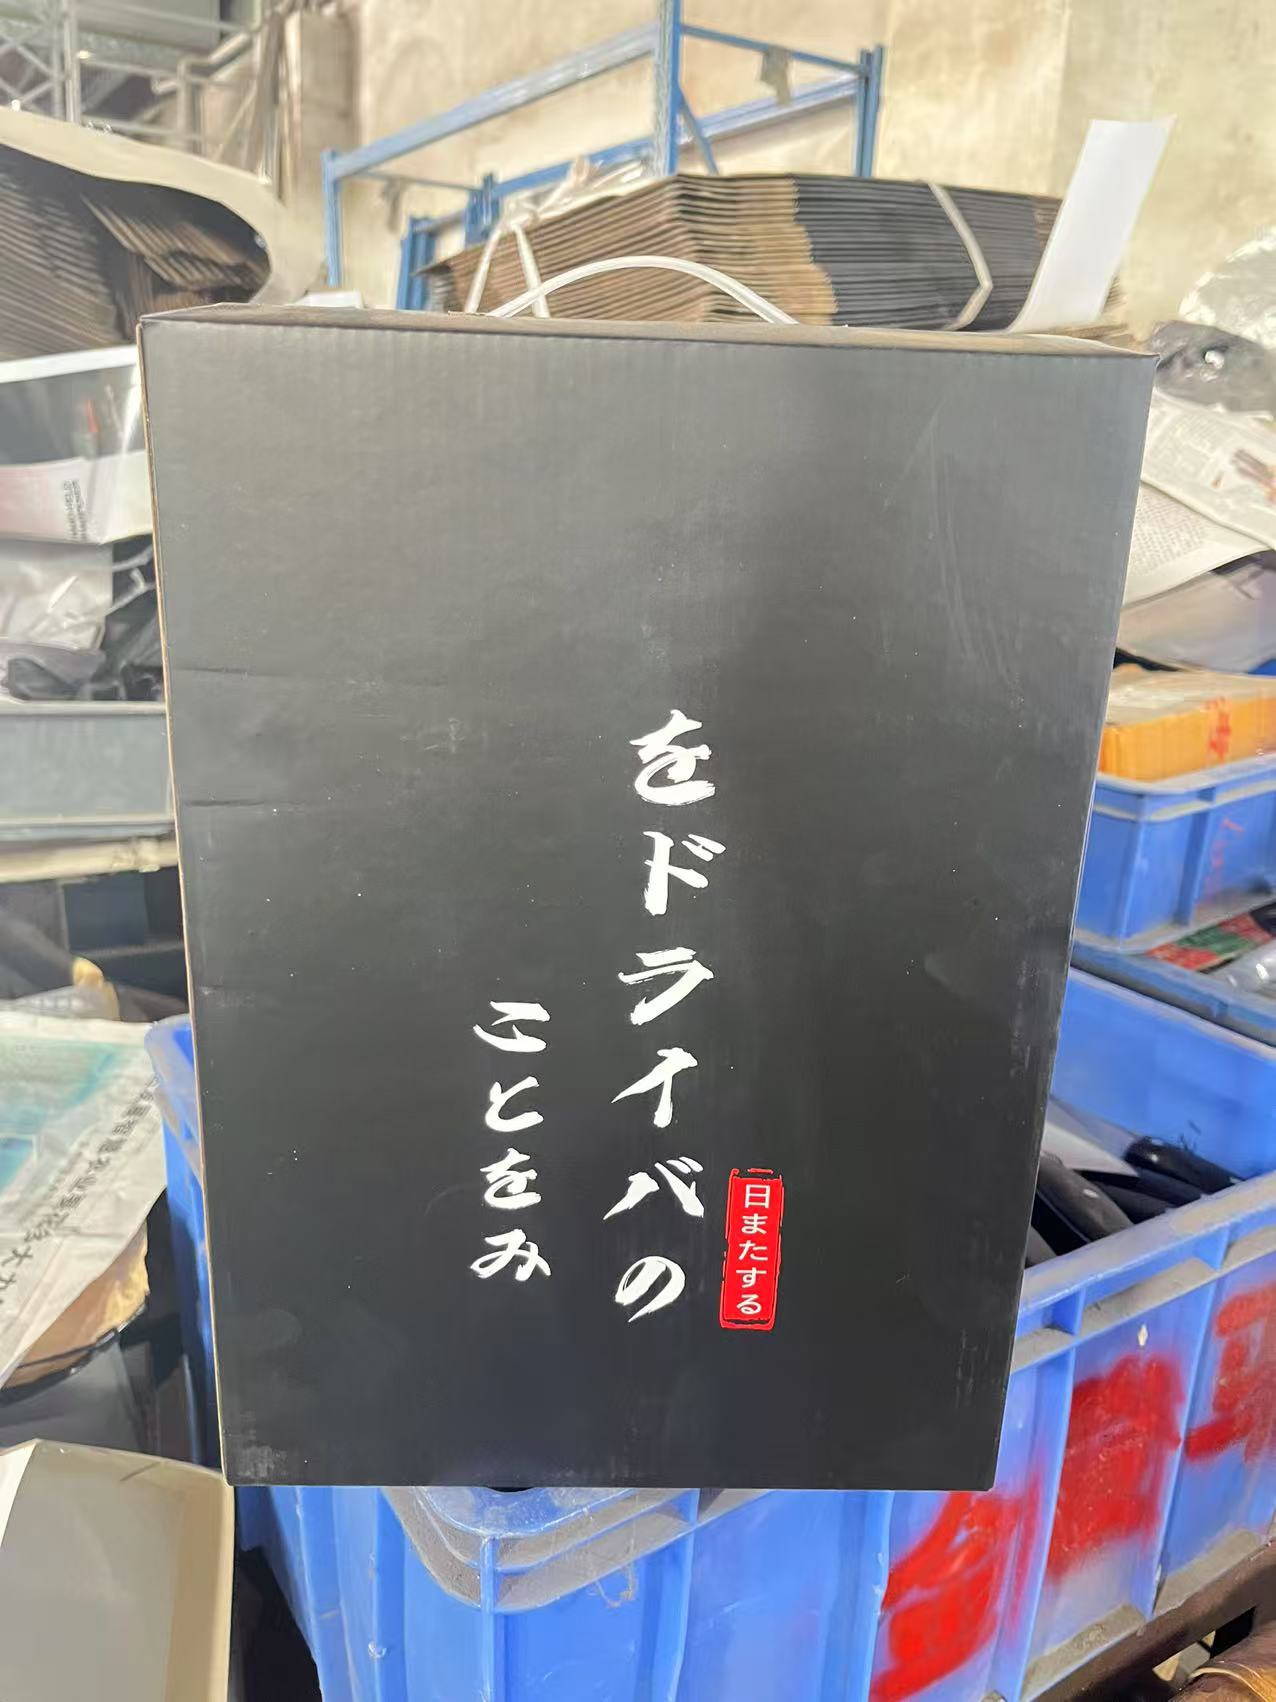 をドライバの
ことをみ
日またする